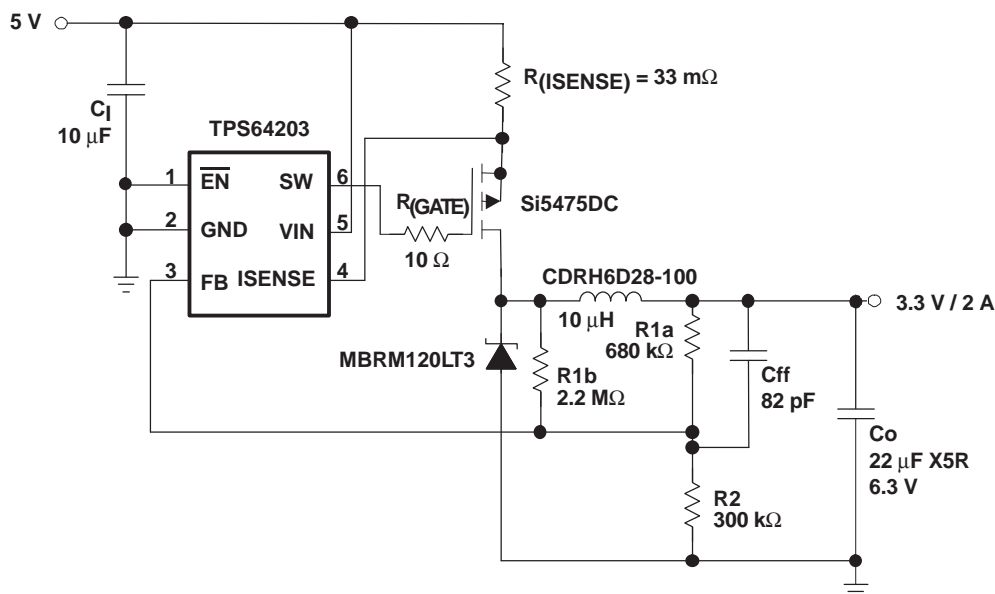 5 V
R(ISENSE) = 33 mΩ
CI
10 μF
TPS64203
1
EN
SW
6
R(GATE)
Si5475DC
2
GND
VIN
5
10 Ω
3
FB
ISENSE
4
CDRH6D28-100
10 μH
3.3 V / 2 A
R1a
680 kΩ
MBRM120LT3
R1b
2.2 MΩ
Cff
82 pF
Co
22 μF X5R
6.3 V
R2
300 kΩ